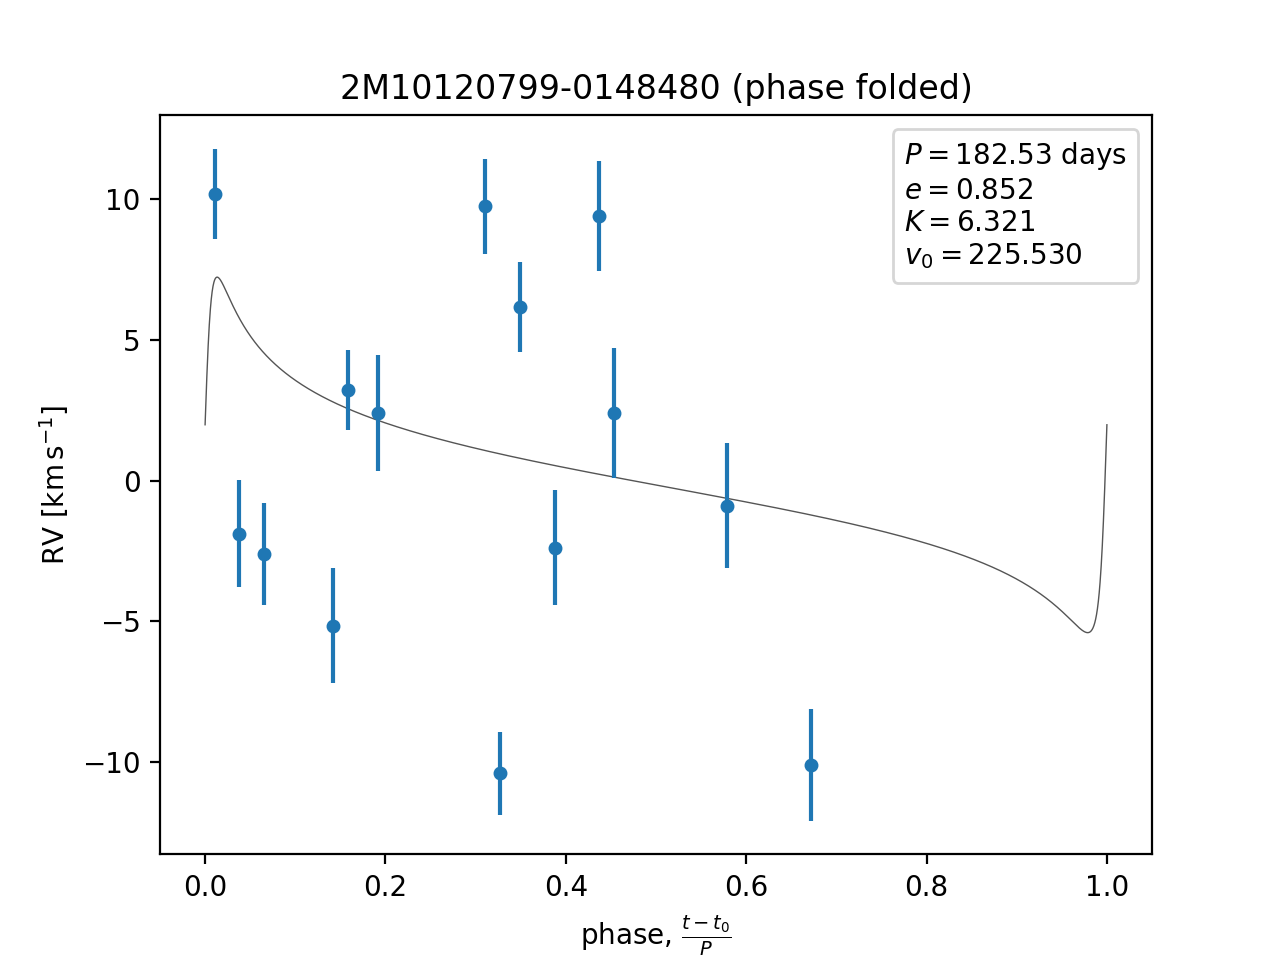 2M10120799-0148480 (phase folded)
P = 182.53 days
e = 0.852
K = 6.321
v₀ = 225.530
10
5
0
−5
−10
RV [km s⁻¹]
0.0 0.2 0.4 0.6 0.8 1.0
phase, (t − t₀)/P